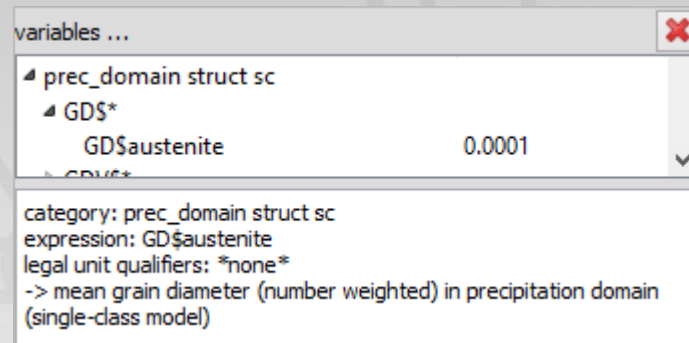 variables ...
prec_domain struct sc
GD$*
GD$austenite 0.0001
category: prec_domain struct sc
expression: GD$austenite
legal unit qualifiers: *none*
-> mean grain diameter (number weighted) in precipitation domain
(single-class model)